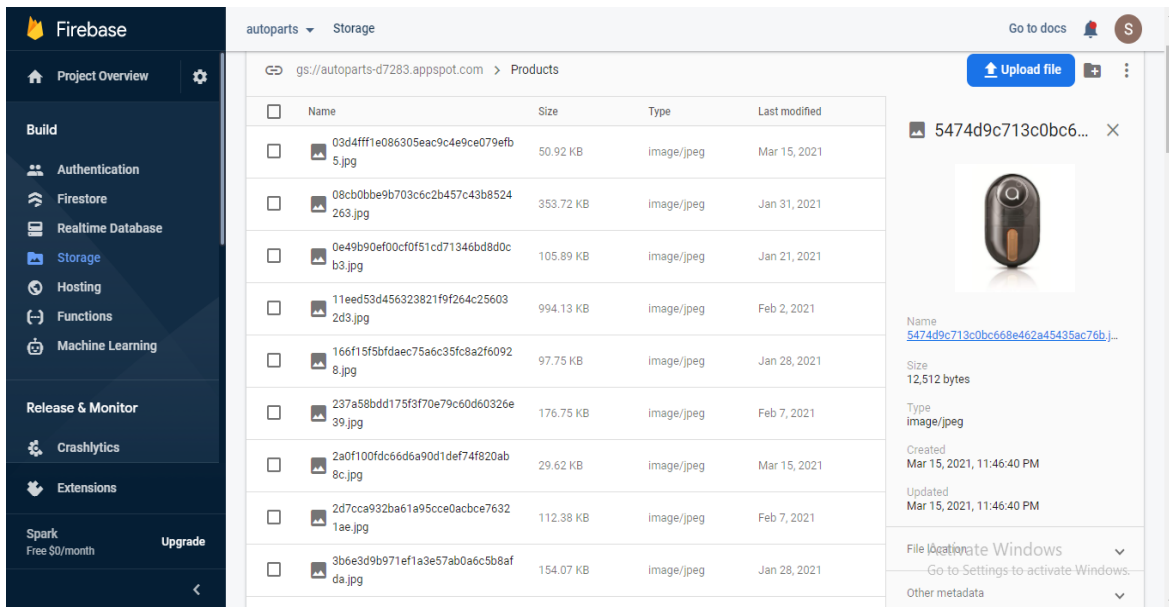 Firebase
autoparts Storage
Go to docs
S
Project Overview
Build
Authentication
Firestore
Realtime Database
Storage
Hosting
Functions
Machine Learning
Release & Monitor
Crashlytics
Extensions
Spark
Free $0/month
Upgrade
gs://autoparts-d7283.appspot.com > Products
Upload file
Name Size Type Last modified
03d4fff1e086305eac9c4e9ce079efb
5.jpg
50.92 KB image/jpeg Mar 15, 2021
08cb0bbe9b703c6c2b457c43b8524
263.jpg
353.72 KB image/jpeg Jan 31, 2021
0e49b90ef00cf0f51cd71346bd8d0c
b3.jpg
105.89 KB image/jpeg Jan 21, 2021
11eed53d456323821f9f264c25603
2d3.jpg
994.13 KB image/jpeg Feb 2, 2021
166f15f5bfdaec75a6c35fc8a2f6092
8.jpg
97.75 KB image/jpeg Jan 28, 2021
237a58bdd175f3f70e79c60d60326e
39.jpg
176.75 KB image/jpeg Feb 7, 2021
2a0f100fdc66d6a90d1def74f820ab
8c.jpg
29.62 KB image/jpeg Mar 15, 2021
2d7cca932ba61a95cce0acbce7632
1ae.jpg
112.38 KB image/jpeg Feb 7, 2021
3b6e3d9b971ef1a3e57ab0a6c5b8af
da.jpg
154.07 KB image/jpeg Jan 28, 2021
5474d9c713c0bc6...
Name
5474d9c713c0bc668e462a45435ac76b.j...
Size
12,512 bytes
Type
image/jpeg
Created
Mar 15, 2021, 11:46:40 PM
Updated
Mar 15, 2021, 11:46:40 PM
File location
Activate Windows
Go to Settings to activate Windows.
Other metadata